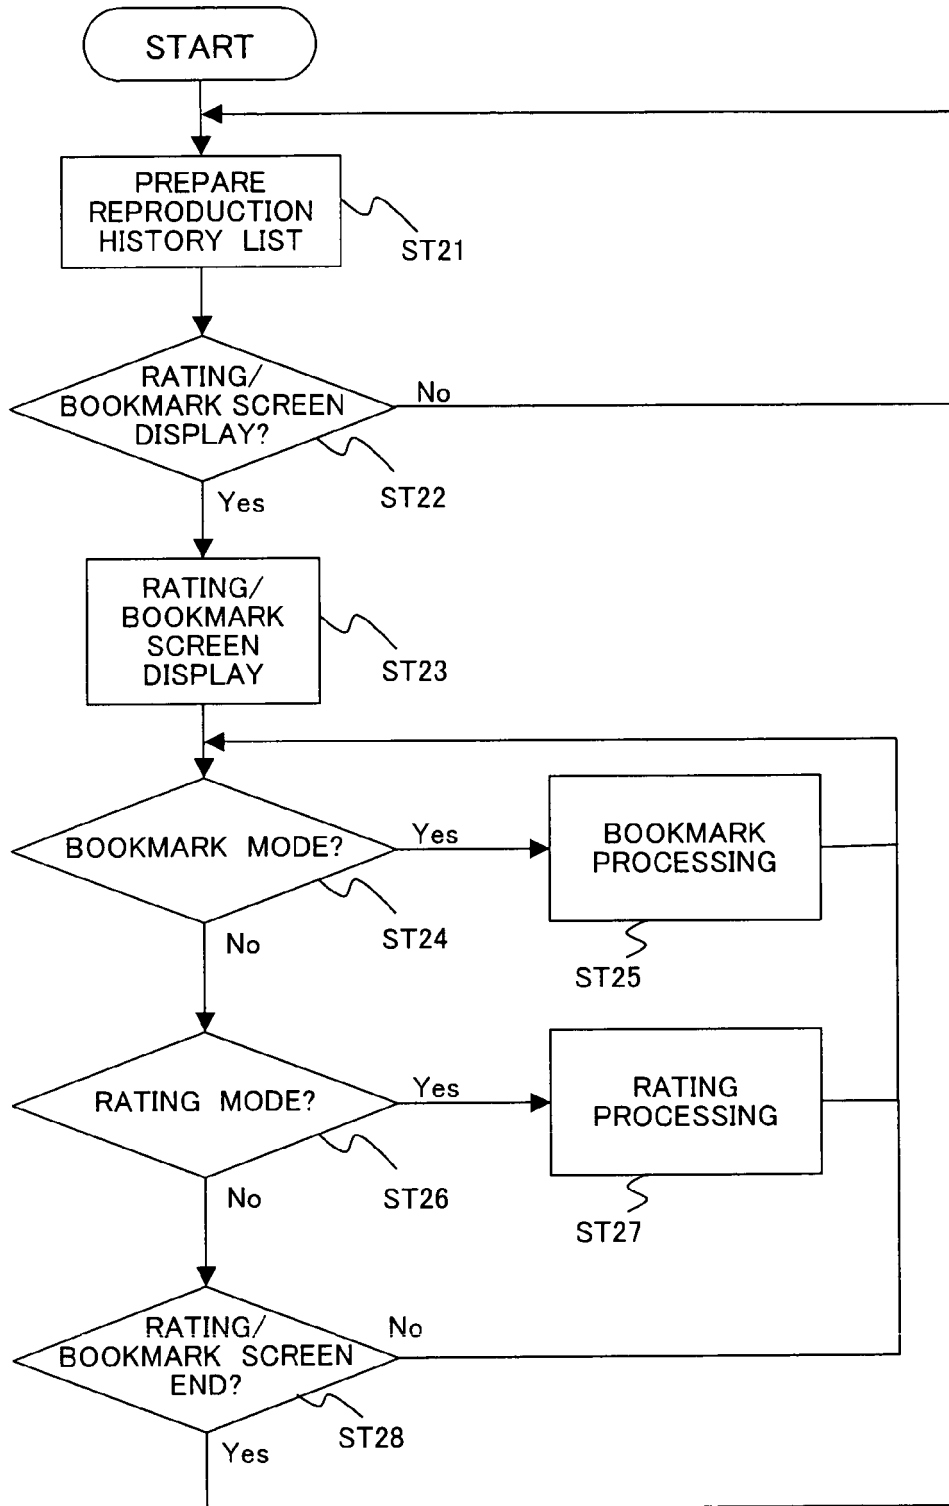 START
PREPARE
REPRODUCTION
HISTORY LIST
ST21
RATING/
BOOKMARK SCREEN
DISPLAY?
No
ST22
Yes
RATING/
BOOKMARK
SCREEN
DISPLAY
ST23
BOOKMARK MODE?
Yes
BOOKMARK
PROCESSING
ST24
No
ST25
RATING MODE?
Yes
RATING
PROCESSING
ST26
No
ST27
RATING/
BOOKMARK SCREEN
END?
No
ST28
Yes